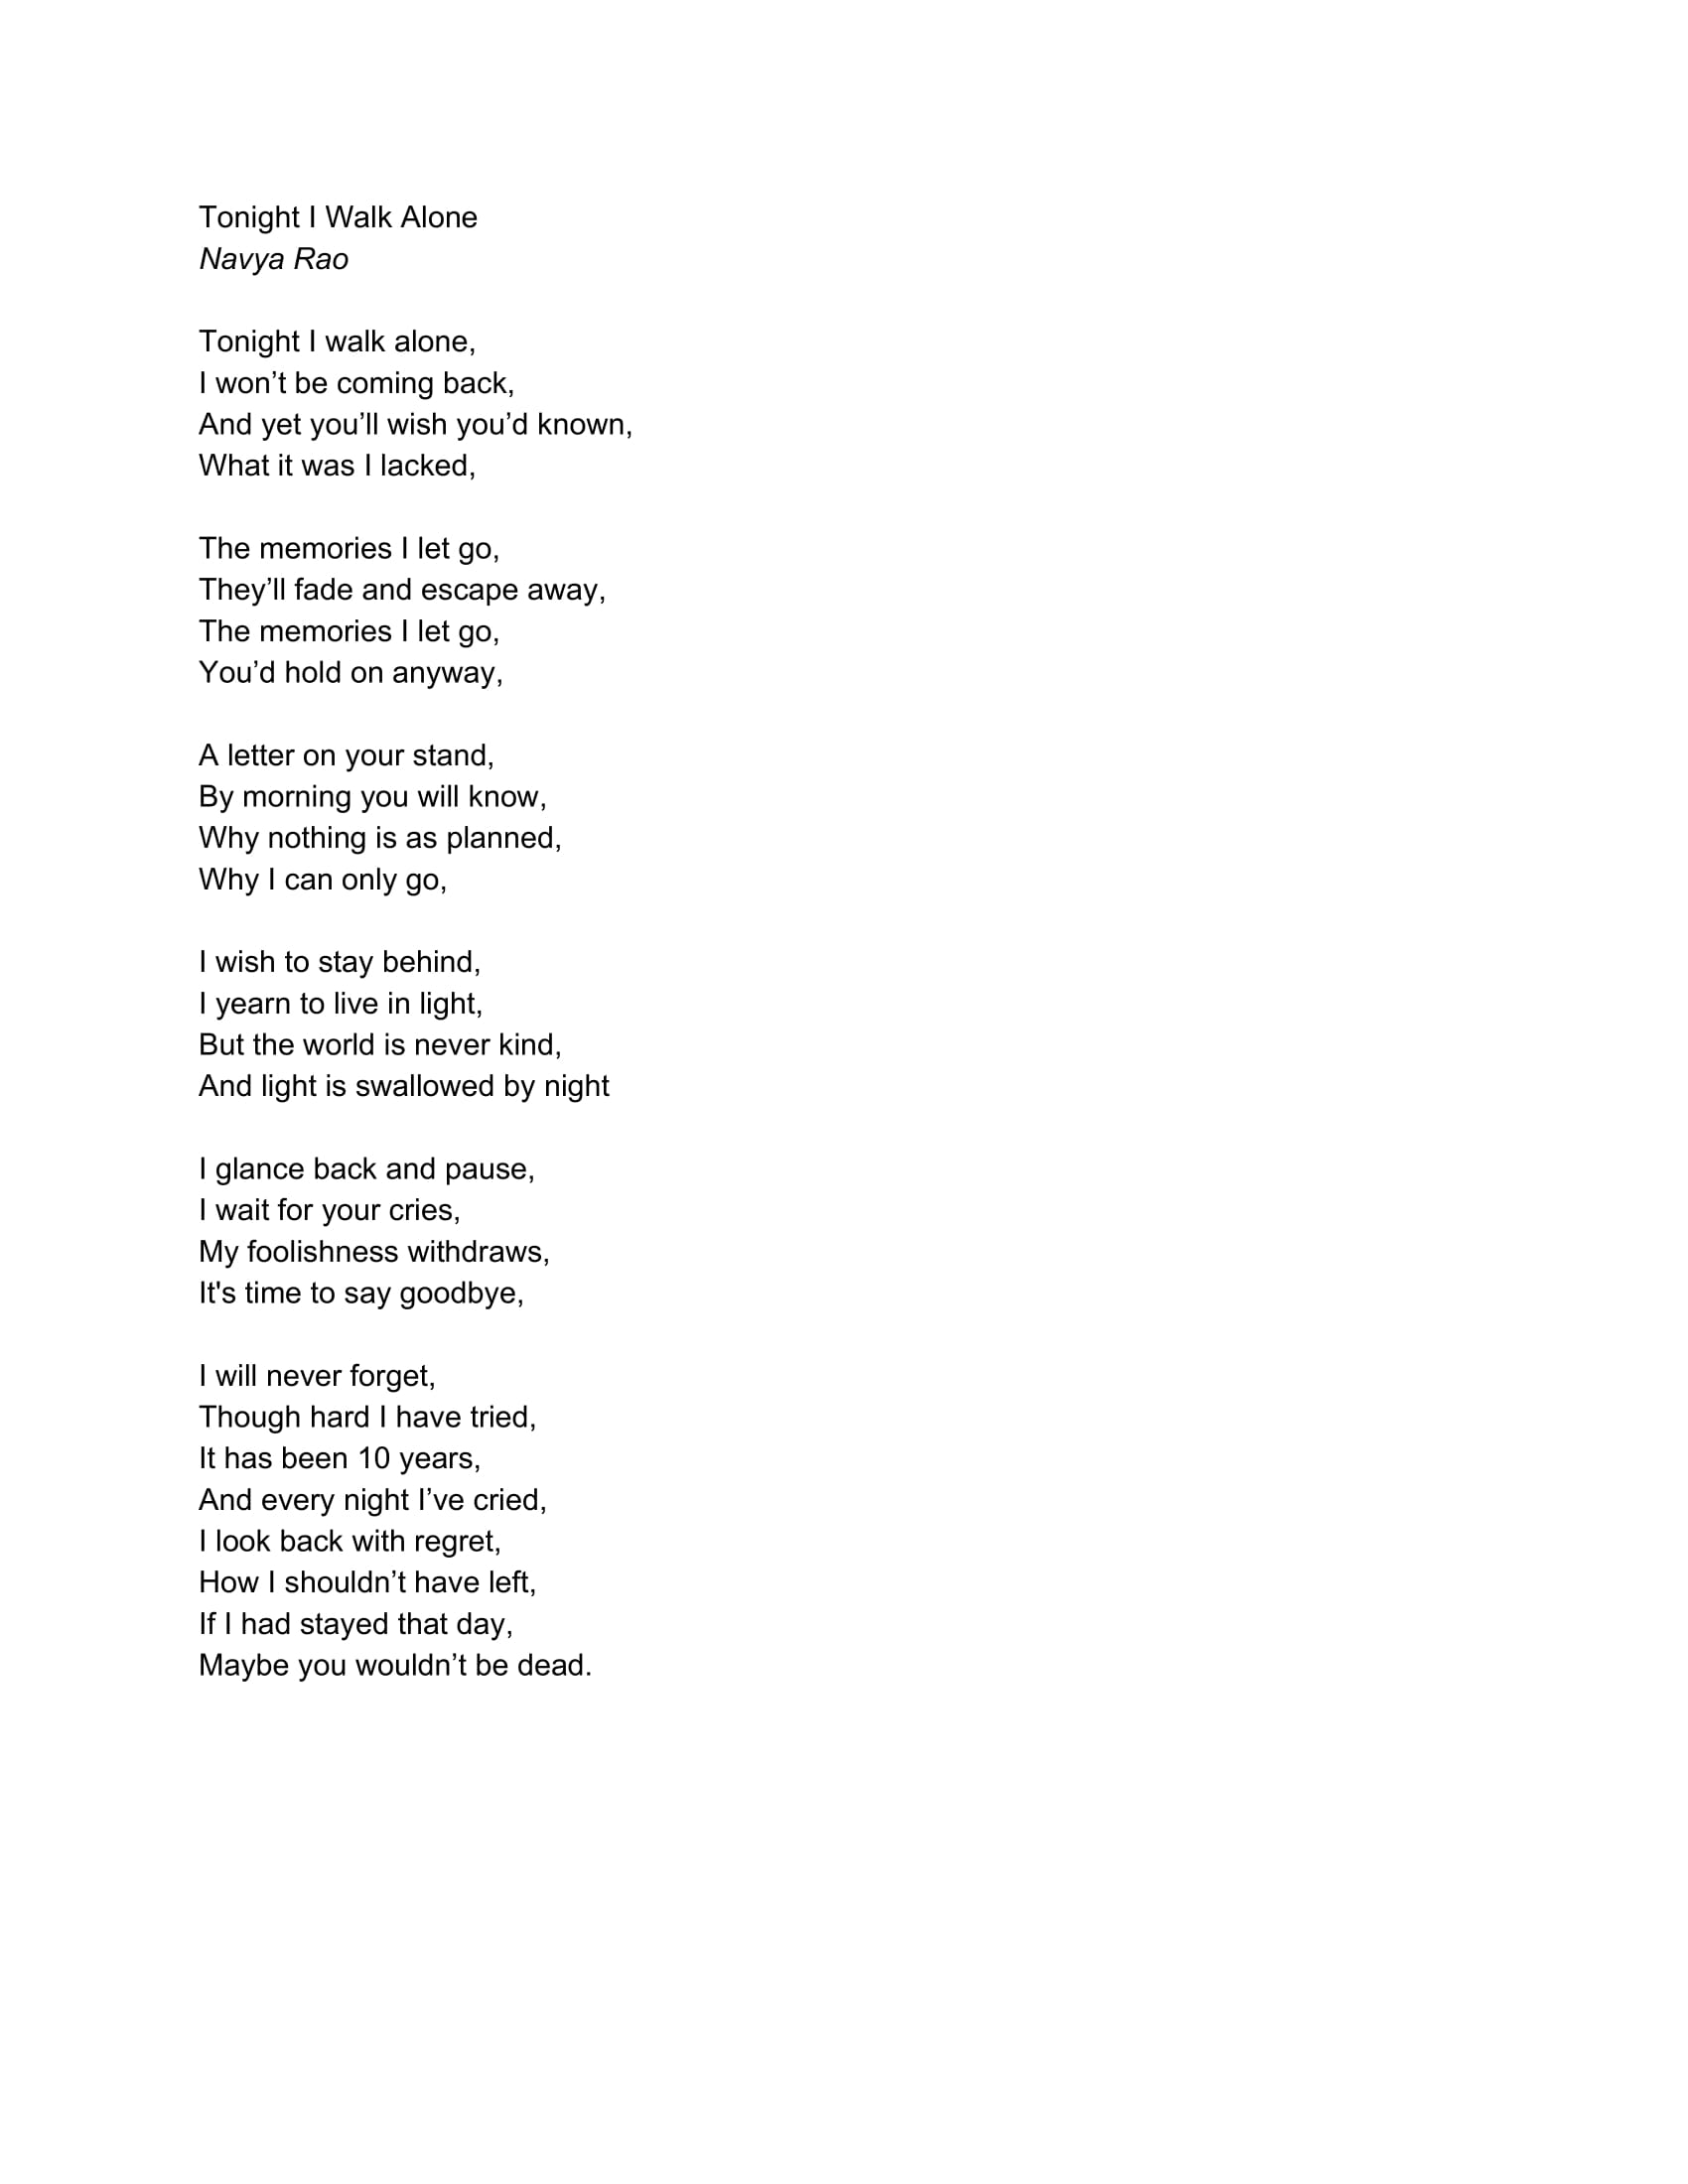 Tonight I Walk Alone
Navya Rao
Tonight I walk alone,
I won’t be coming back,
And yet you’ll wish you’d known,
What it was I lacked,
The memories I let go,
They’ll fade and escape away,
The memories I let go,
You’d hold on anyway,
A letter on your stand,
By morning you will know,
Why nothing is as planned,
Why I can only go,
I wish to stay behind,
I yearn to live in light,
But the world is never kind,
And light is swallowed by night
I glance back and pause,
I wait for your cries,
My foolishness withdraws,
It's time to say goodbye,
I will never forget,
Though hard I have tried,
It has been 10 years,
And every night I’ve cried,
I look back with regret,
How I shouldn’t have left,
If I had stayed that day,
Maybe you wouldn’t be dead.